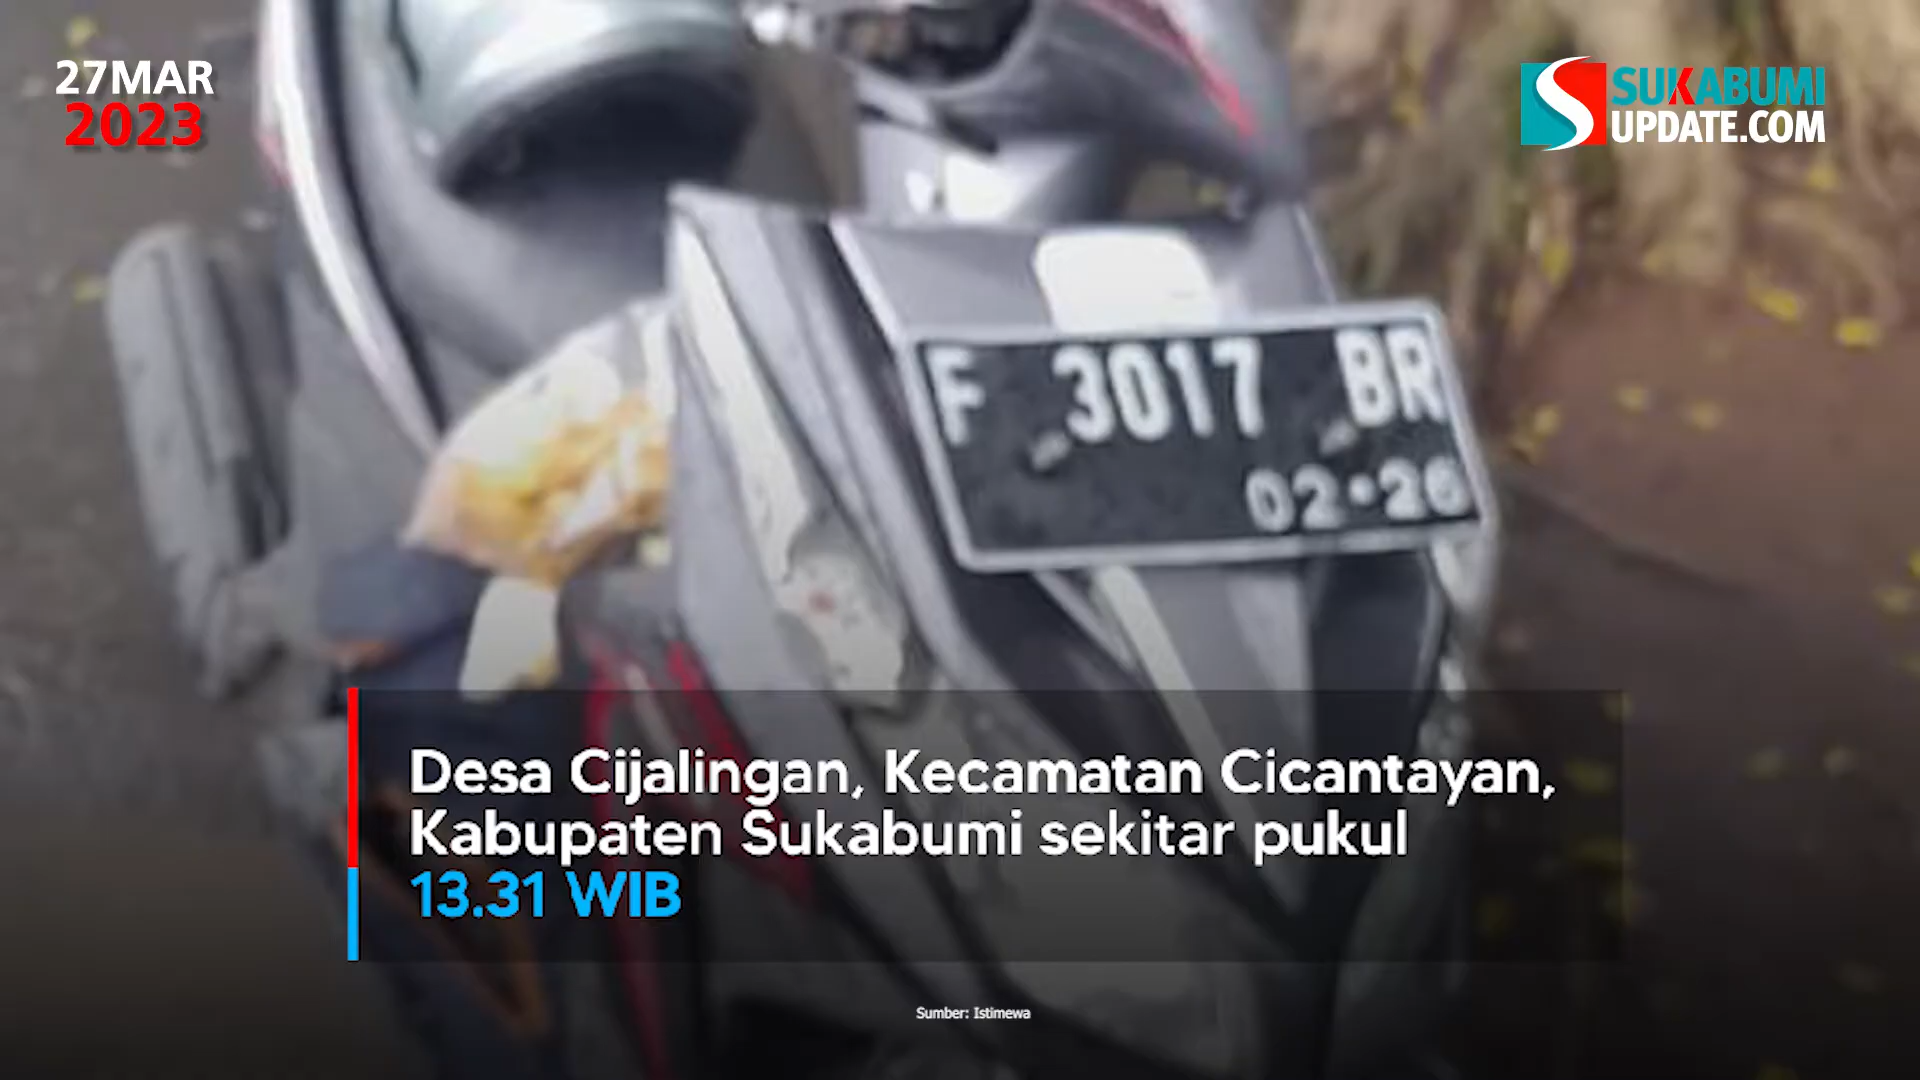 27MAR
2023
SUKABUMI
UPDATE.COM
F 3017 BR
02·26
Desa Cijalingan, Kecamatan Cicantayan,
Kabupaten Sukabumi sekitar pukul
13.31 WIB
Sumber: Istimewa